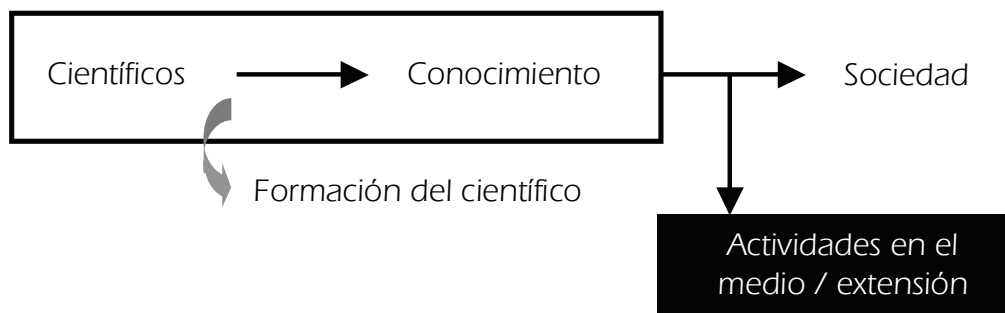 Científicos
Conocimiento
Sociedad
Formación del científico
Actividades en el
medio / extensión